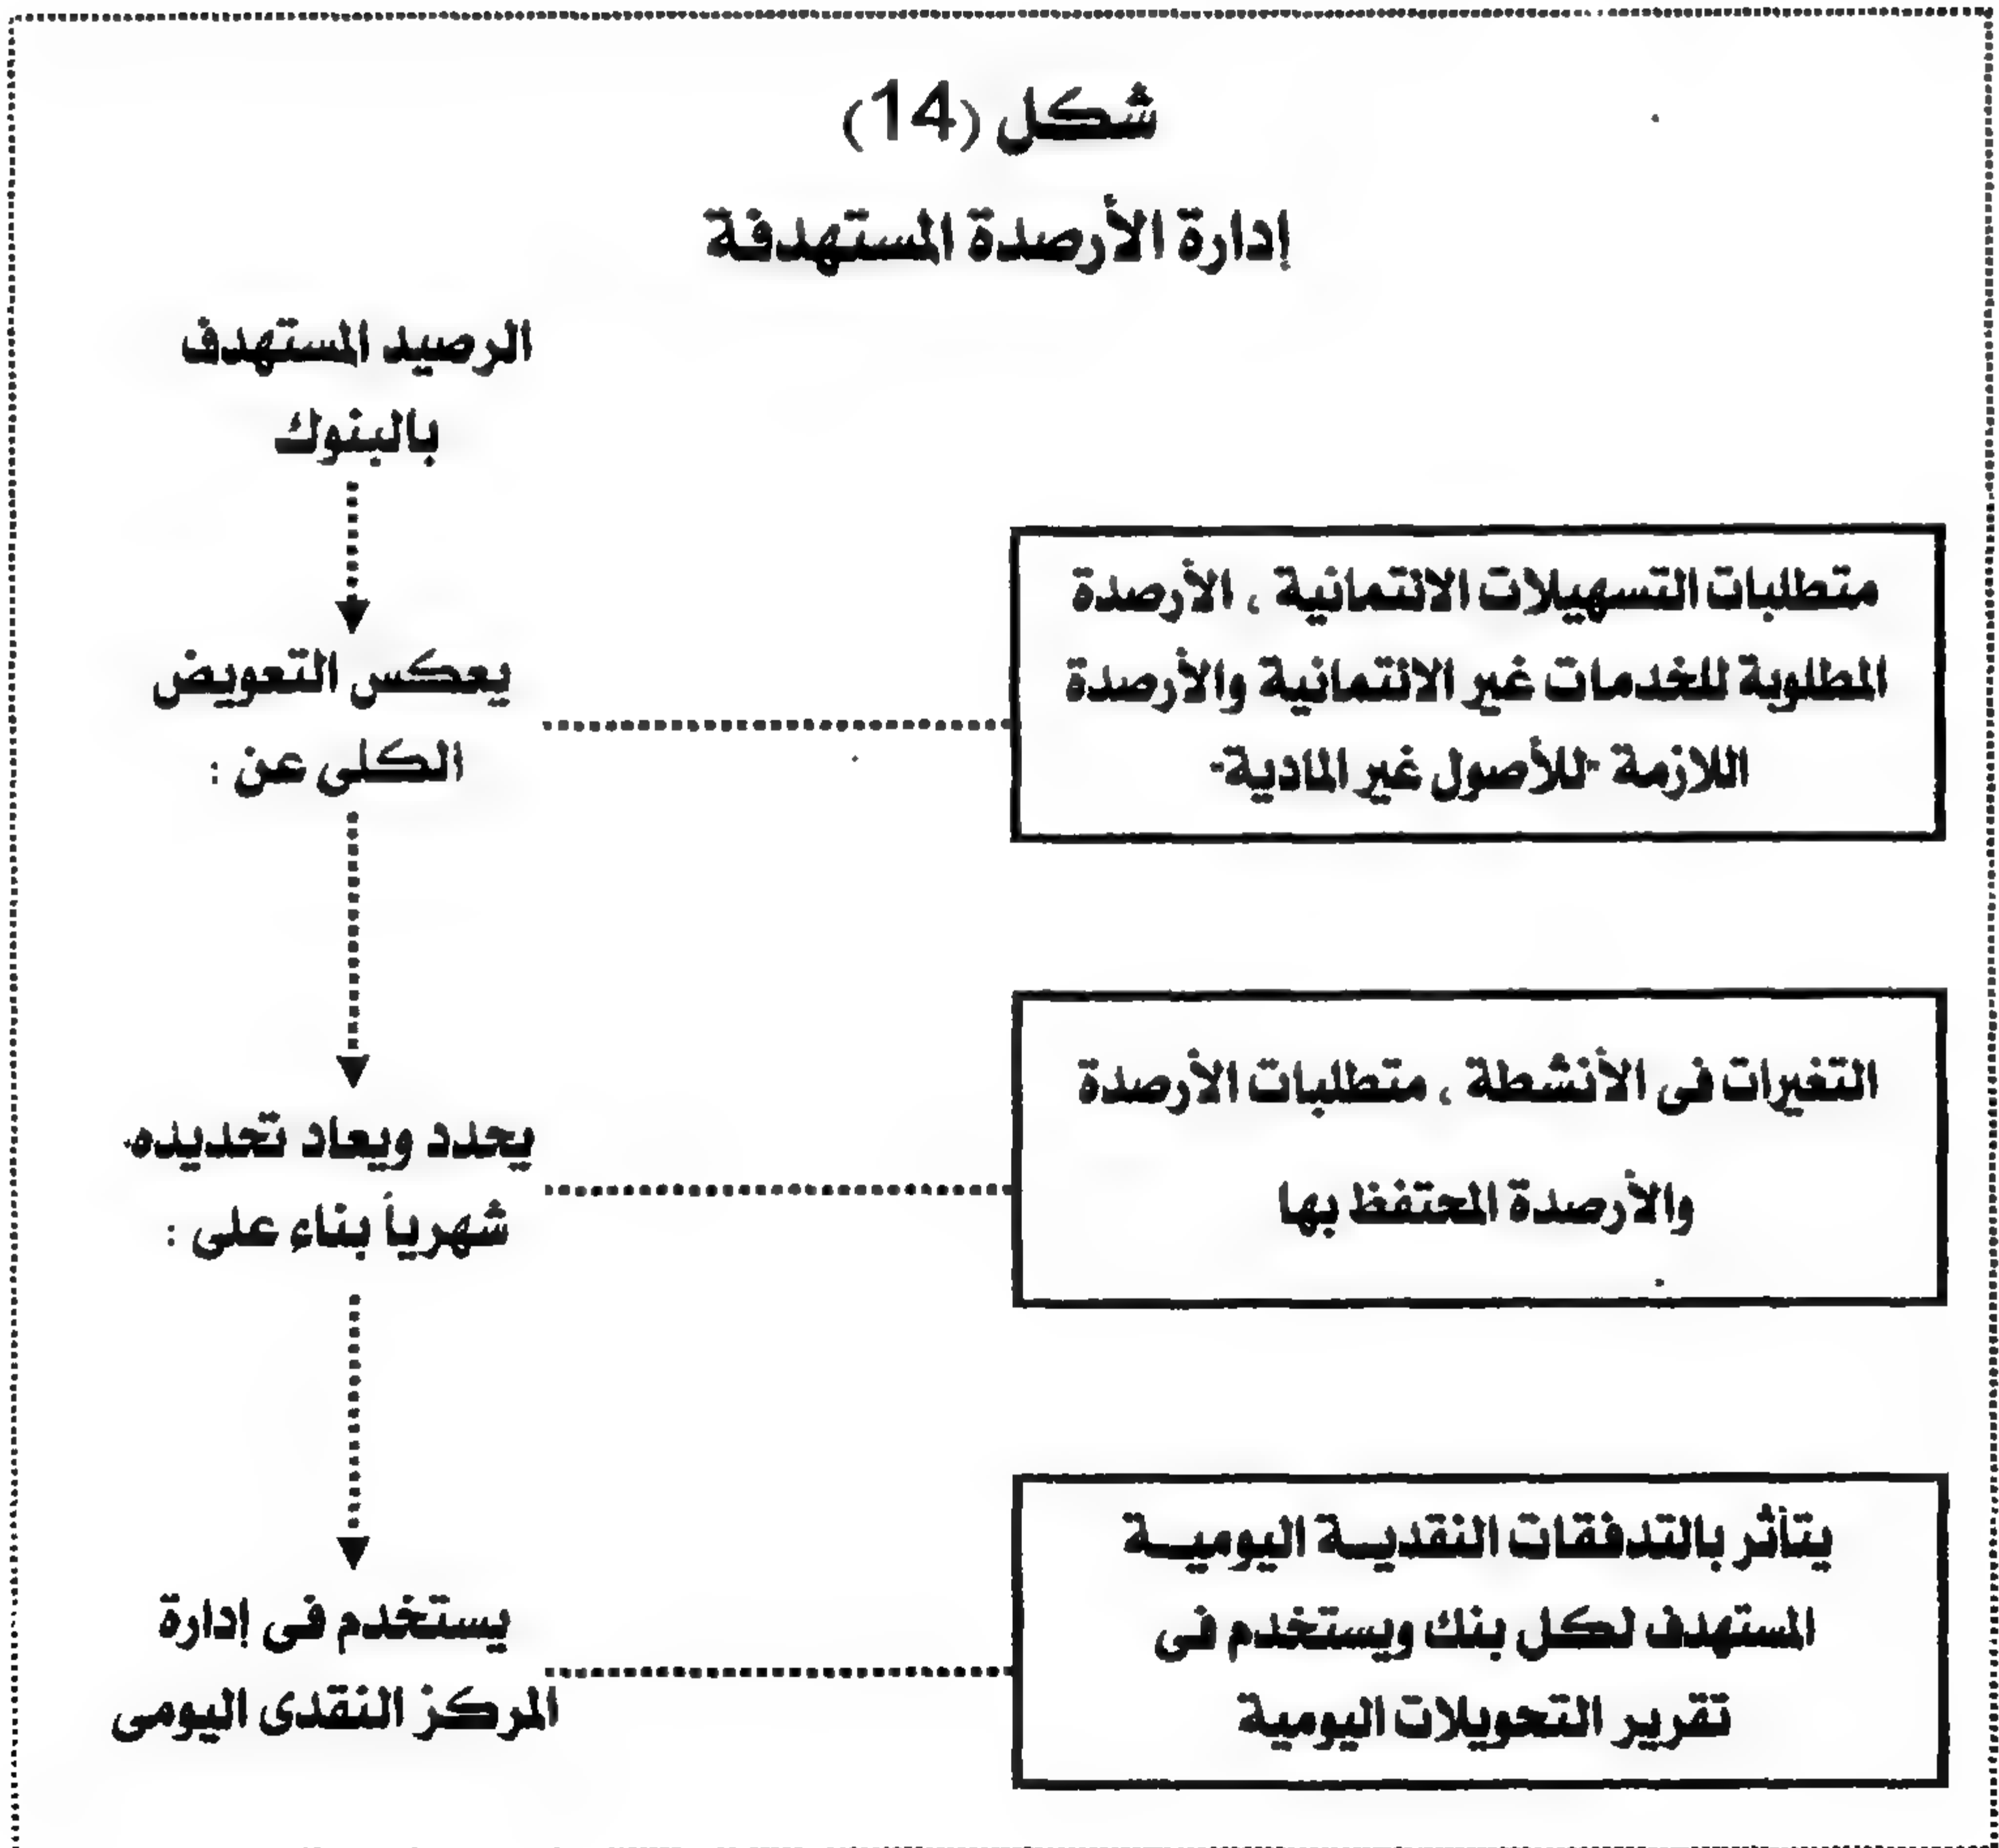 شكل (14)
إدارة الأرصدة المستهدفة
الرصيد المستهدف
بالبنوك
يعكس التعويض
الكلى عن :
متطلبات التسهيلات الائتمانية ، الأرصدة
المطلوبة للخدمات غير الائتمانية والأرصدة
اللازمة "للأصول غير المادية"
يحدد ويعاد تحديده
شهرياً بناء على :
التغيرات فى الأنشطة ، متطلبات الأرصدة
والأرصدة المحتفظ بها
يستخدم فى إدارة
المركز النقدى اليومى
يتأثر بالتدفقات النقديــة اليوميــة
المستهدف لكل بنك ويستخدم فى
تقرير التحويلات اليومية